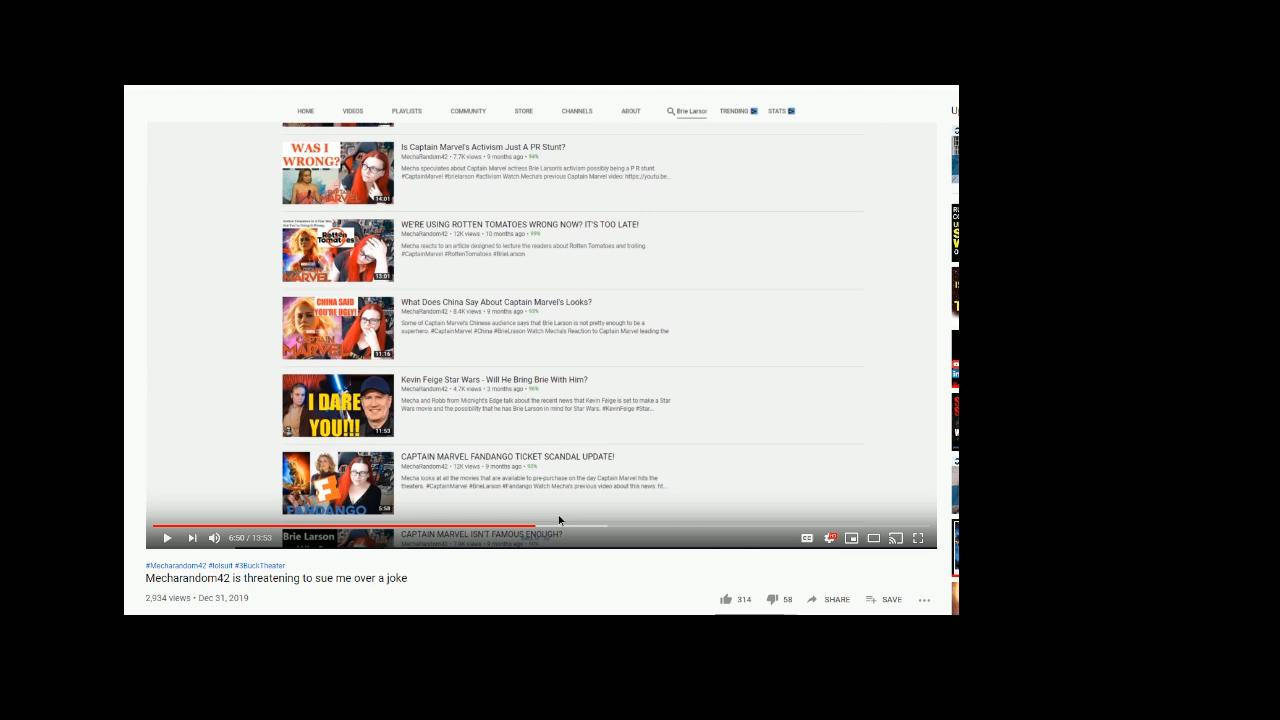 HOME VIDEOS PLAYLISTS COMMUNITY STORE CHANNELS ABOUT Brie Larson TRENDING STATS
WAS I WRONG?
14:01
Is Captain Marvel's Activism Just A PR Stunt?
MechaRandom42 • 7.7K views • 9 months ago • 94%
Mecha speculates about Captain Marvel actress Brie Larson's activism possibly being a P R stunt.
#CaptainMarvel #brielarson #activism Watch Mecha's previous Captain Marvel video: https://youtu.be...
Rotten Tomatoes
MARVEL
13:01
WE'RE USING ROTTEN TOMATOES WRONG NOW? IT'S TOO LATE!
MechaRandom42 • 12K views • 10 months ago • 99%
Mecha reacts to an article designed to lecture the readers about Rotten Tomatoes and trolling.
#CaptainMarvel #RottenTomatoes #BrieLarson
CHINA SAID YOU'RE UGLY!
CAPTAIN MARVEL
11:16
What Does China Say About Captain Marvel's Looks?
MechaRandom42 • 8.4K views • 9 months ago • 93%
Some of Captain Marvel's Chinese audience says that Brie Larson is not pretty enough to be a
superhero. #CaptainMarvel #China #BrieLrason Watch Mecha's Reaction to Captain Marvel leading the
I DARE YOU!!!
11:53
Kevin Feige Star Wars - Will He Bring Brie With Him?
MechaRandom42 • 4.7K views • 3 months ago • 96%
Mecha and Robb from Midnight's Edge talk about the recent news that Kevin Feige is set to make a Star
Wars movie and the possibility that he has Brie Larson in mind for Star Wars. #KevinFeige #Star...
FANDANGO
5:58
CAPTAIN MARVEL FANDANGO TICKET SCANDAL UPDATE!
MechaRandom42 • 12K views • 9 months ago • 93%
Mecha looks at all the movies that are available to pre-purchase on the day Captain Marvel hits the
theaters. #CaptainMarvel #BrieLarson #Fandango Watch Mecha's previous video about this news: ht...
Brie Larson
CAPTAIN MARVEL ISN'T FAMOUS ENOUGH?
6:50 / 13:53
CC HD
#Mecharandom42 #lolsuit #3BuckTheater
Mecharandom42 is threatening to sue me over a joke
2,934 views • Dec 31, 2019
314 58 SHARE SAVE